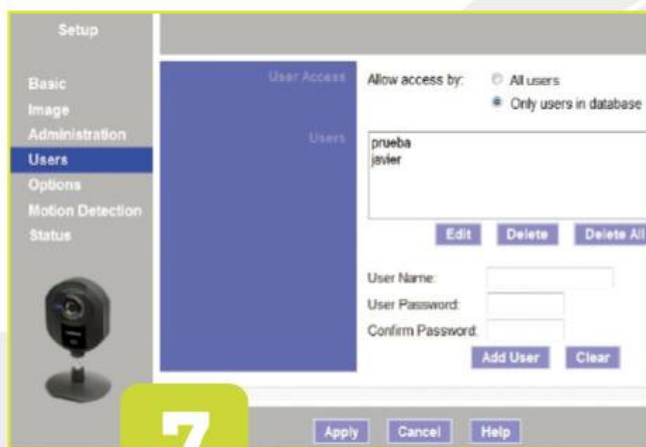 Setup
Basic
Image
Administration
Users
Options
Motion Detection
Status
User Access
Allow access by:
All users
Only users in database
Users
prueba
javier
Edit
Delete
Delete All
User Name:
User Password:
Confirm Password:
Add User
Clear
Apply
Cancel
Help
7